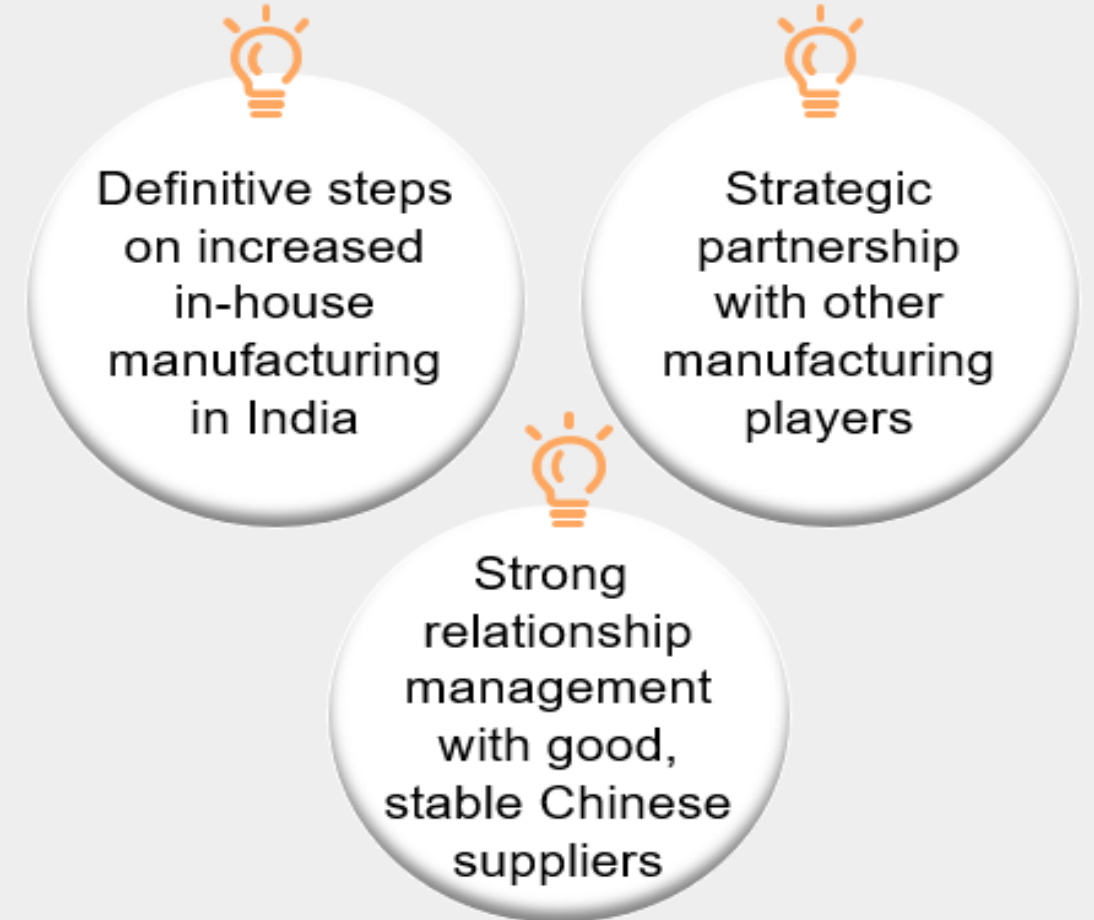 Definitive steps
on increased
in-house
manufacturing
in India
Strategic
partnership
with other
manufacturing
players
Strong
relationship
management
with good,
stable Chinese
suppliers